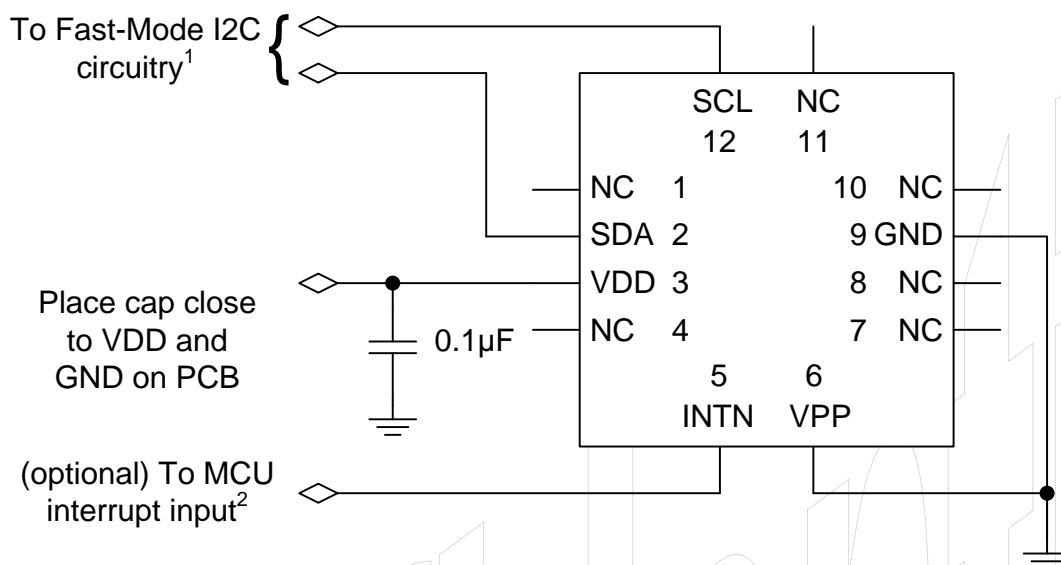 To Fast-Mode I2C
circuitry1
SCL NC
12 11
NC 1
10 NC
SDA 2
9 GND
VDD 3
8 NC
NC 4
7 NC
Place cap close
to VDD and
GND on PCB
0.1µF
5 6
INTN VPP
(optional) To MCU
interrupt input2